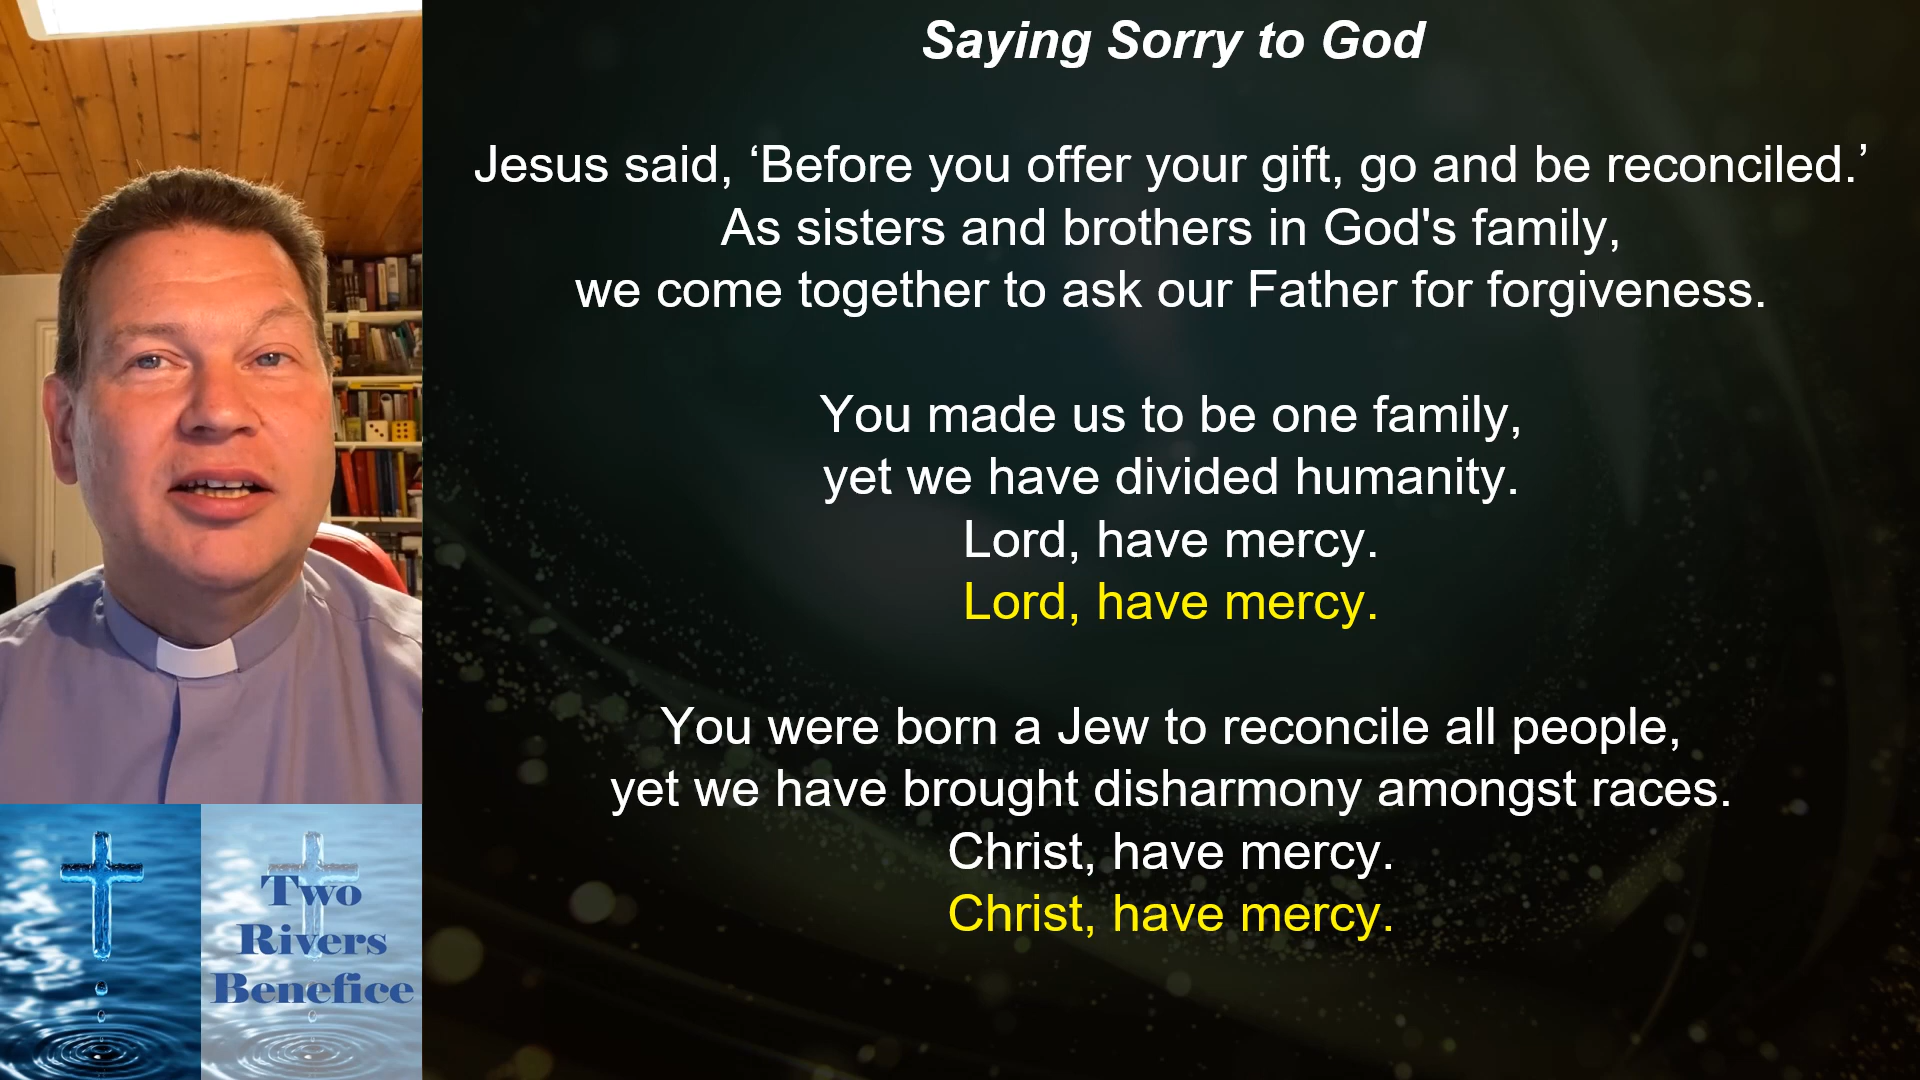 Saying Sorry to God
Jesus said, ‘Before you offer your gift, go and be reconciled.’
As sisters and brothers in God's family,
we come together to ask our Father for forgiveness.
You made us to be one family,
yet we have divided humanity.
Lord, have mercy.
Lord, have mercy.
You were born a Jew to reconcile all people,
yet we have brought disharmony amongst races.
Christ, have mercy.
Christ, have mercy.
Two
Rivers
Benefice